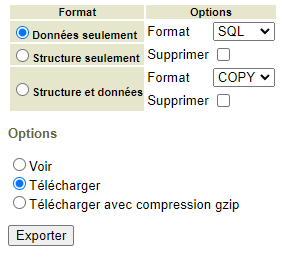 Format Options
Données seulement Format SQL
Structure seulement Supprimer
Structure et données Format COPY
Supprimer
Options
Voir
Télécharger
Télécharger avec compression gzip
Exporter